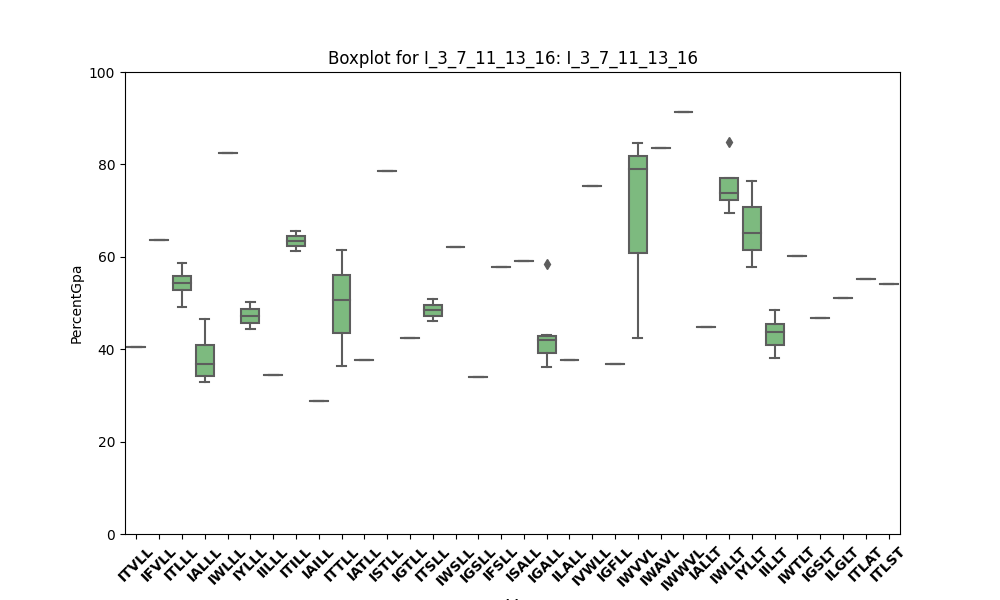 Boxplot for I_3_7_11_13_16: I_3_7_11_13_16
100
80
60
40
20
0
PercentGpa
ITVLL IFVLL ITLLL IALLL IWLLL IYLLL IILLL ITILL IAILL ITTLL IATLL ISTLL IGTLL ITSLL IWSLL IGSLL IFSLL ISALL IGALL ILALL IVWLL IGFLL IWVVL IWAVL IWWVL IALLT IWLLT IYLLT IILLT IWTLT IGSLT ILGLT ITLAT ITLST